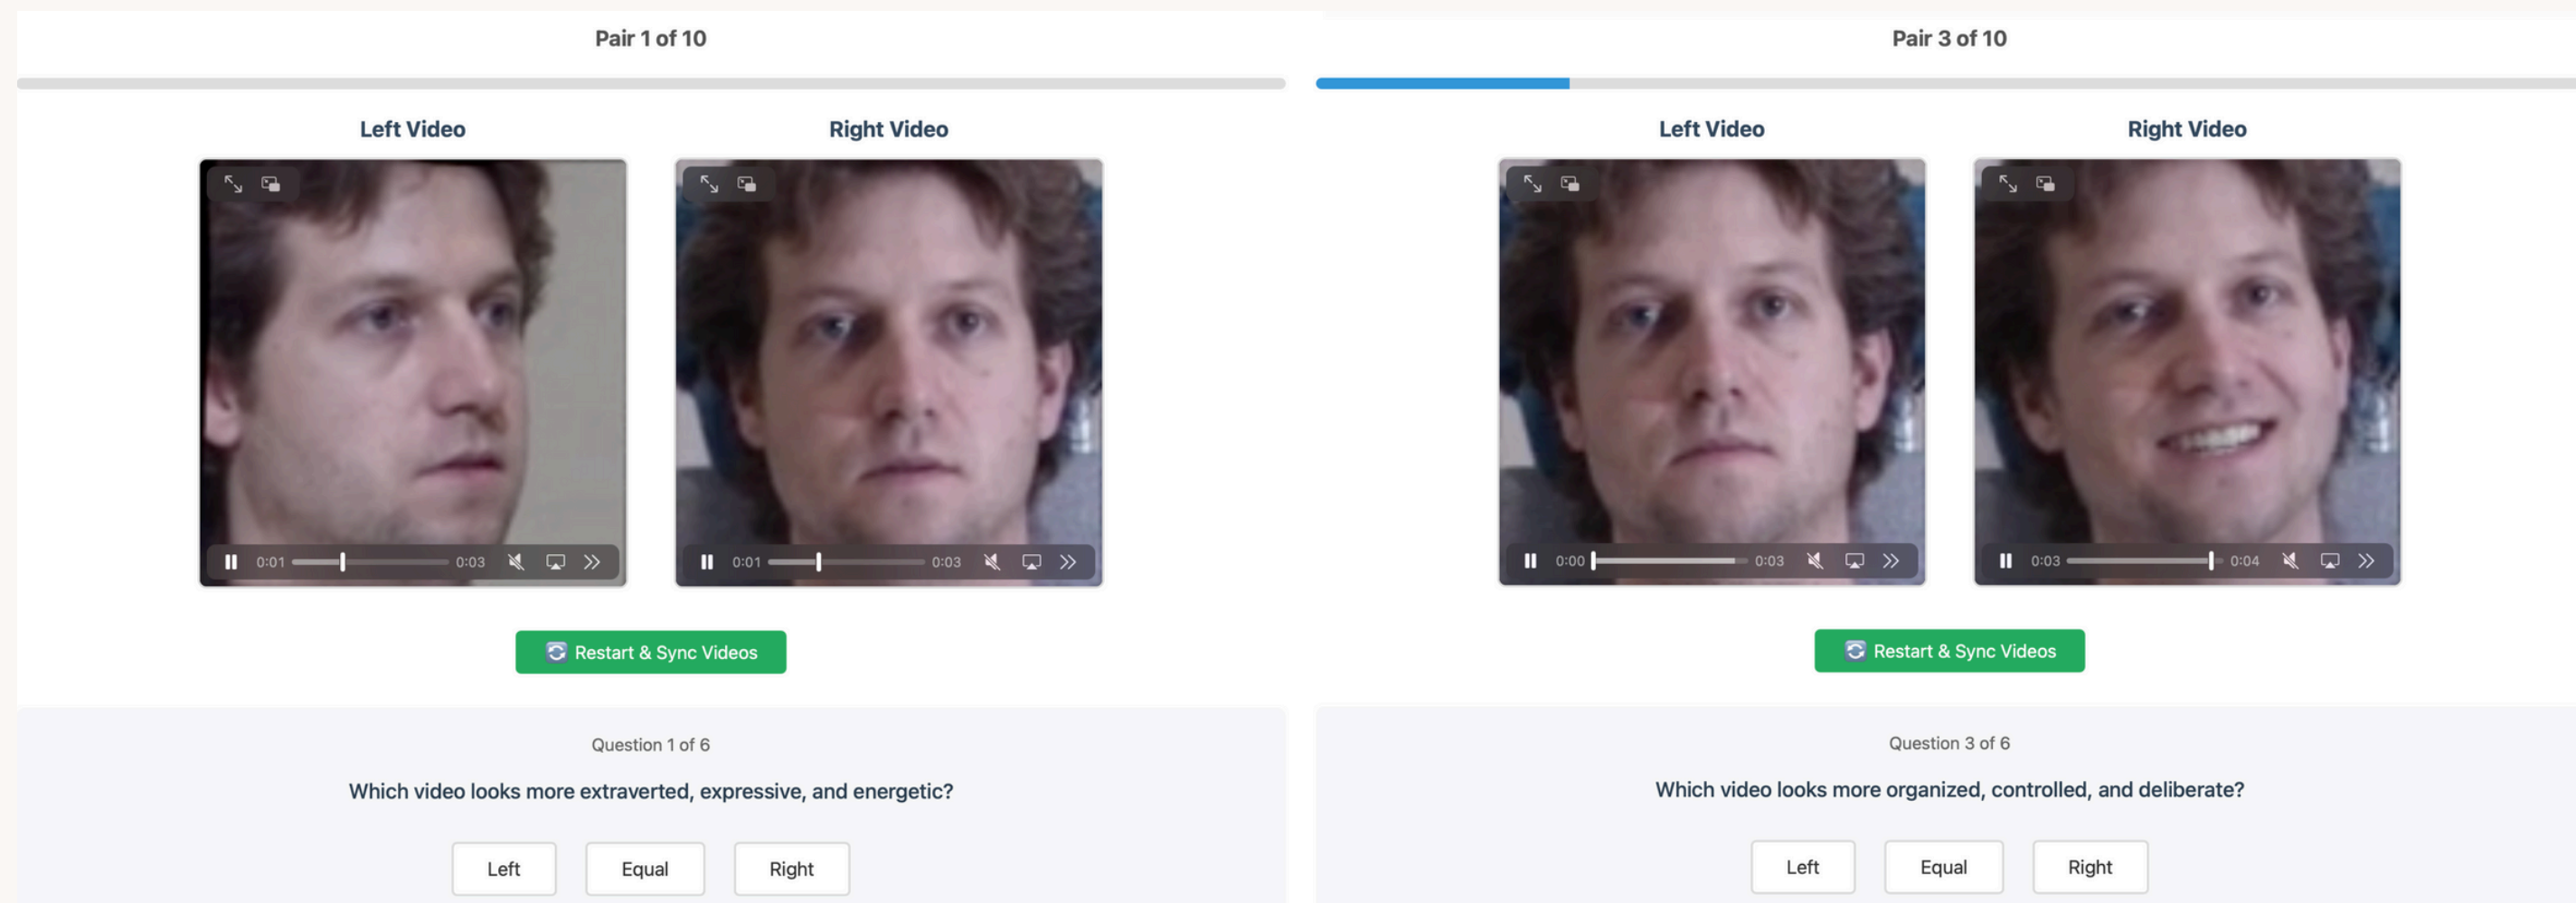 Pair 1 of 10
Left Video
Right Video
0:01
0:03
0:01
0:03
Restart & Sync Videos
Question 1 of 6
Which video looks more extraverted, expressive, and energetic?
Left
Equal
Right
Pair 3 of 10
Left Video
Right Video
0:00
0:03
0:03
0:04
Restart & Sync Videos
Question 3 of 6
Which video looks more organized, controlled, and deliberate?
Left
Equal
Right